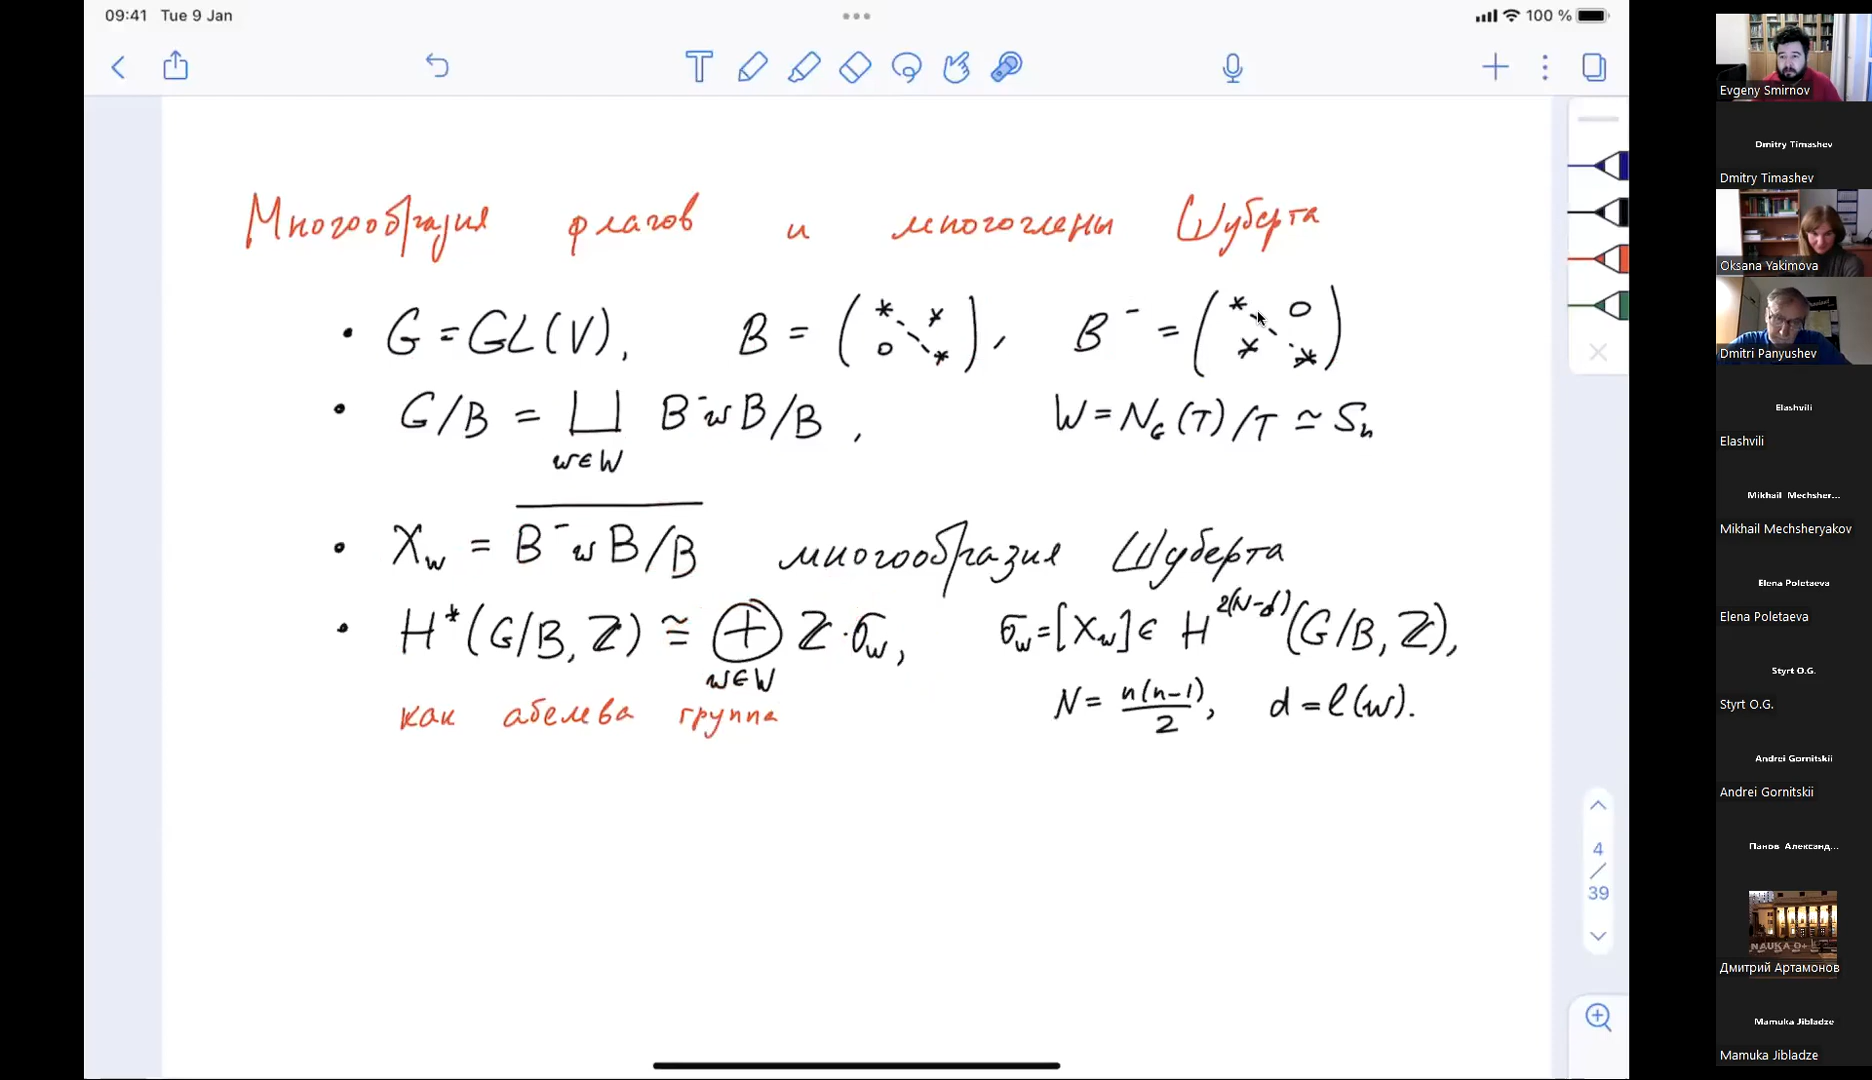 09:41 Tue 9 Jan
100 %
Многообразия флагов и многочлены Шуберта
• G = GL(V), B = (* * 0 *), B⁻ = (* 0 * *)
• G/B = ⊔ B⁻wB/B, W = N_G(T)/T ≃ S_n
w∈W
• X_w = B⁻wB/B многообразия Шуберта
• H*(G/B, ℤ) ≅ ⊕ ℤ·σ_w, σ_w = [X_w] ∈ H^{2(N-d)}(G/B, ℤ),
w∈W
как абелева группа N = n(n-1)/2, d = ℓ(w).
4
39
Evgeny Smirnov
Dmitry Timashev
Dmitry Timashev
Oksana Yakimova
Dmitri Panyushev
Elashvili
Elashvili
Mikhail Mechsher...
Mikhail Mechsheryakov
Elena Poletaeva
Elena Poletaeva
Styrt O.G.
Styrt O.G.
Andrei Gornitskii
Andrei Gornitskii
Панов Александ...
NAUKA 0+
Дмитрий Артамонов
Mamuka Jibladze
Mamuka Jibladze